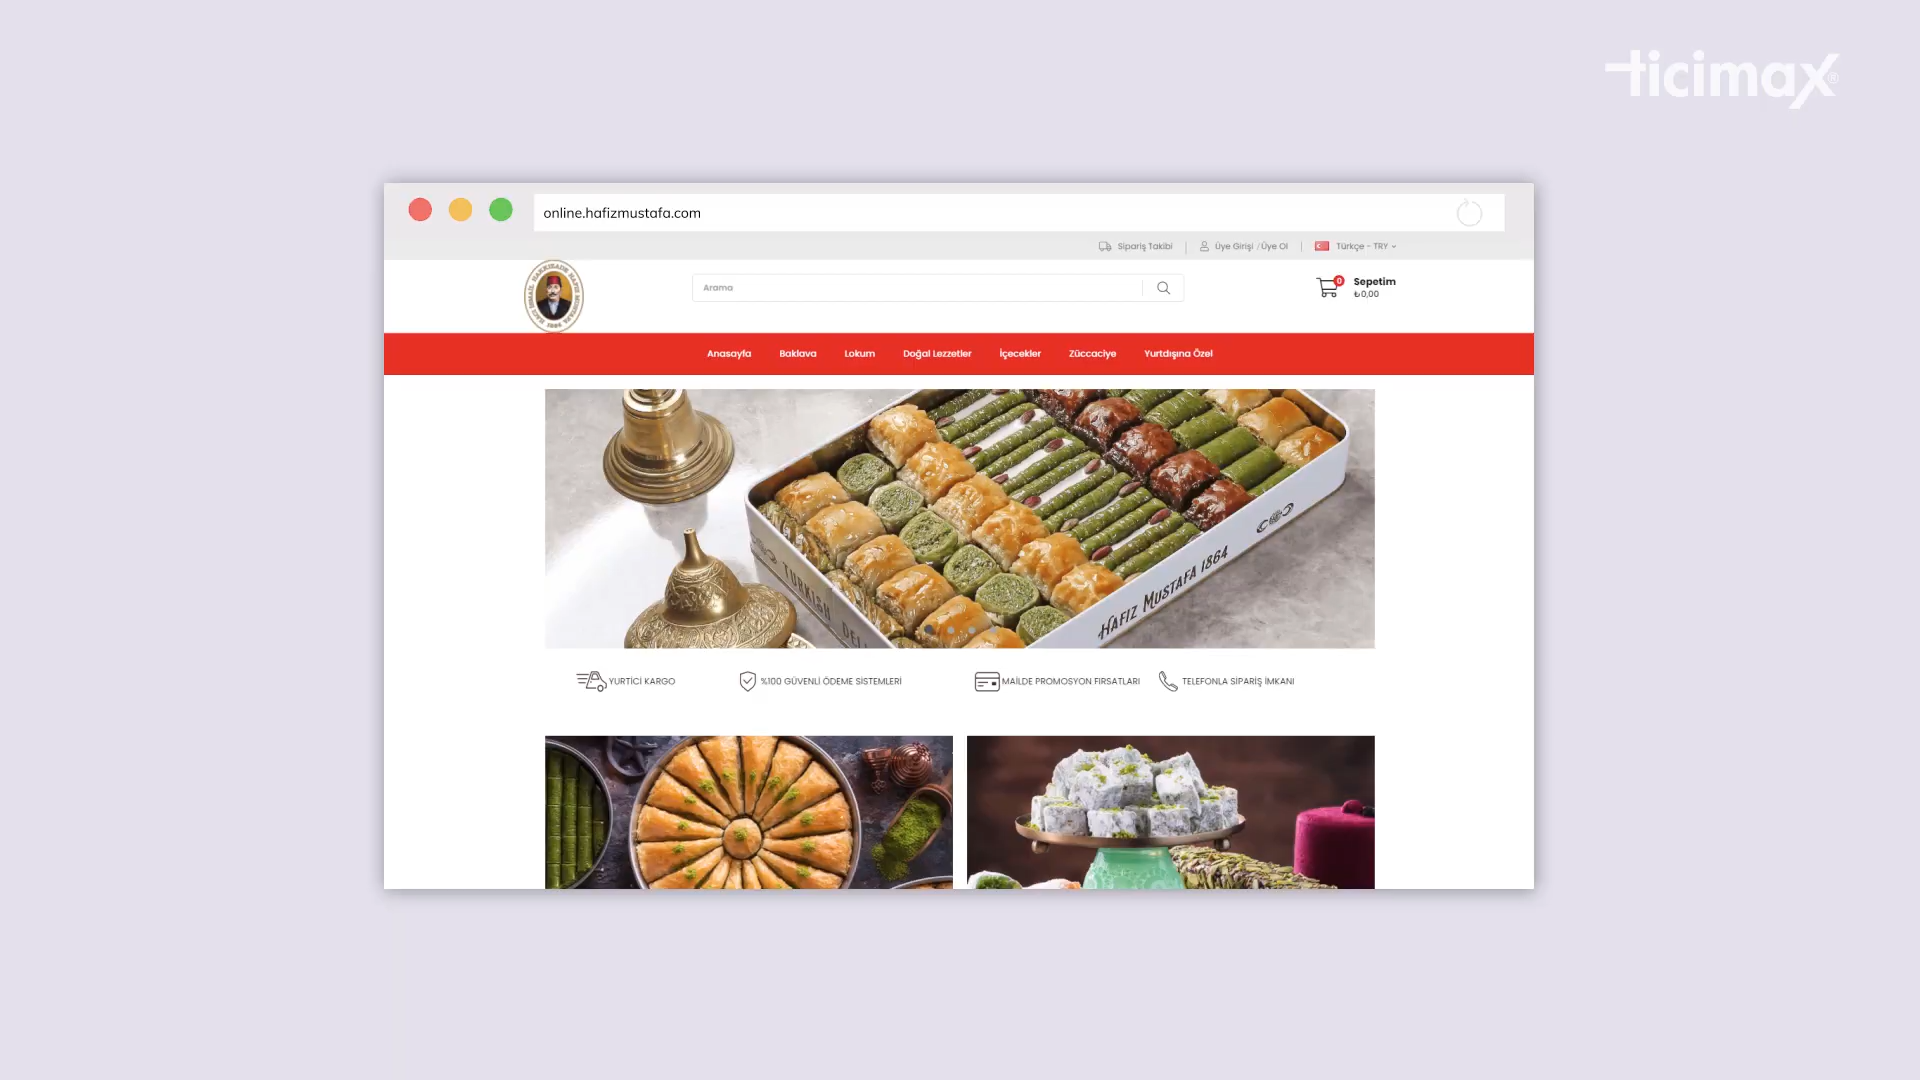 ticimax®
online.hafizmustafa.com
Sipariş Takibi
Üye Girişi / Üye Ol
Türkçe - TRY
Arama
0
Sepetim
₺0,00
Anasayfa
Baklava
Lokum
Doğal Lezzetler
İçecekler
Züccaciye
Yurtdışına Özel
TURKISH DEL
HAFIZ MUSTAFA 1864
YURTİÇİ KARGO
%100 GÜVENLİ ÖDEME SİSTEMLERİ
MAİLDE PROMOSYON FIRSATLARI
TELEFONLA SİPARİŞ İMKANI